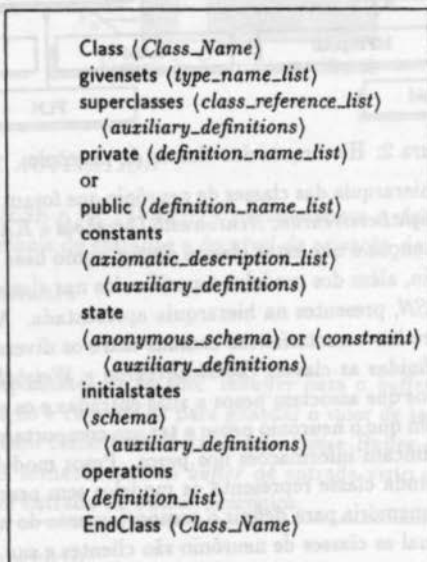 Class ⟨Class_Name⟩
givensets ⟨type_name_list⟩
superclasses ⟨class_reference_list⟩
⟨auxiliary_definitions⟩
private ⟨definition_name_list⟩
or
public ⟨definition_name_list⟩
constants
⟨axiomatic_description_list⟩
⟨auxiliary_definitions⟩
state
⟨anonymous_schema⟩ or ⟨constraint⟩
⟨auxiliary_definitions⟩
initialstates
⟨schema⟩
⟨auxiliary_definitions⟩
operations
⟨definition_list⟩
EndClass ⟨Class_Name⟩